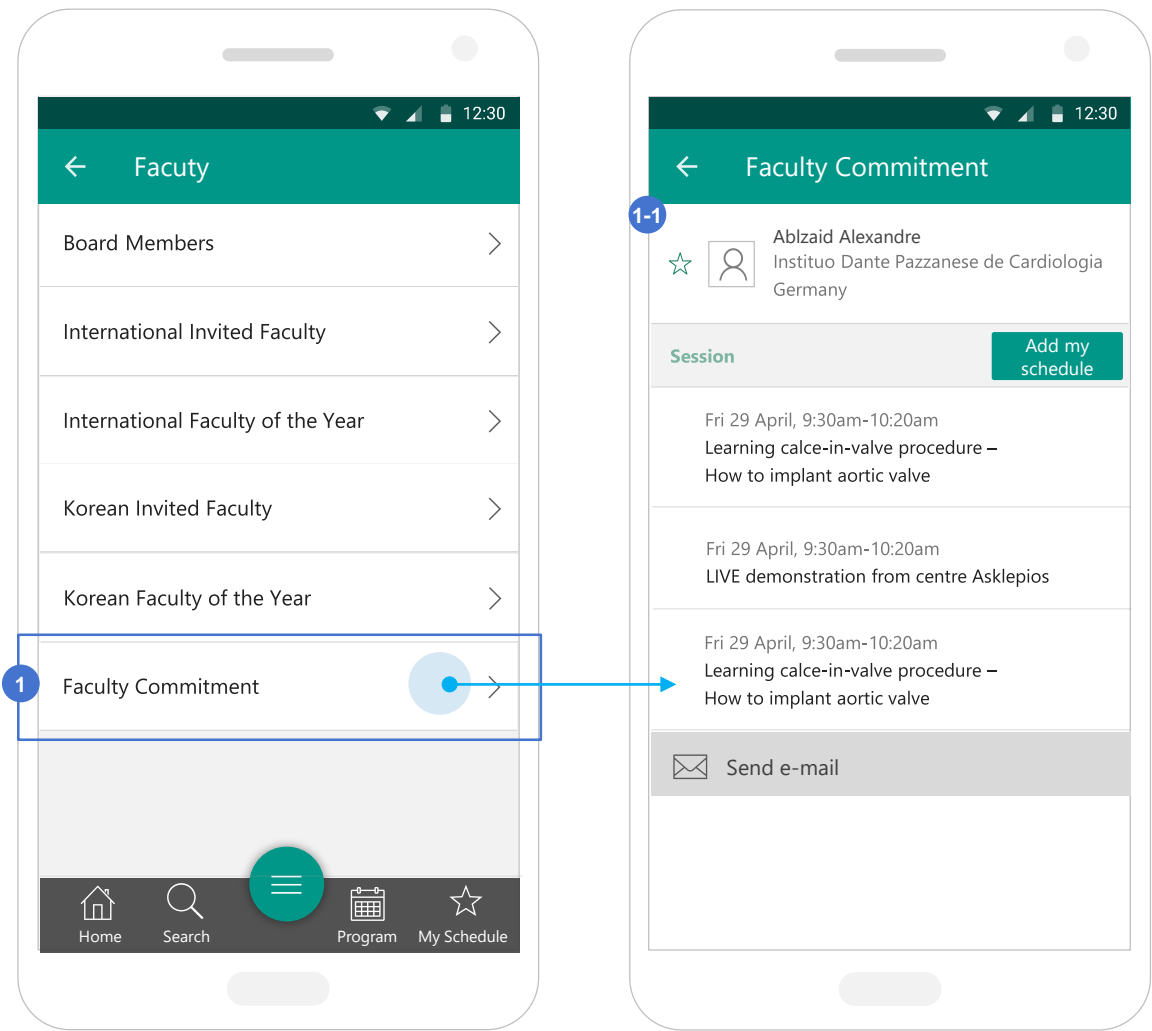 12:30
Facuty
Board Members
International Invited Faculty
International Faculty of the Year
Korean Invited Faculty
Korean Faculty of the Year
1
Faculty Commitment
Home
Search
Program
My Schedule
12:30
Faculty Commitment
1-1
Ablzaid Alexandre
Instituo Dante Pazzanese de Cardiologia
Germany
Session
Add my
schedule
Fri 29 April, 9:30am-10:20am
Learning calce-in-valve procedure –
How to implant aortic valve
Fri 29 April, 9:30am-10:20am
LIVE demonstration from centre Asklepios
Fri 29 April, 9:30am-10:20am
Learning calce-in-valve procedure –
How to implant aortic valve
Send e-mail